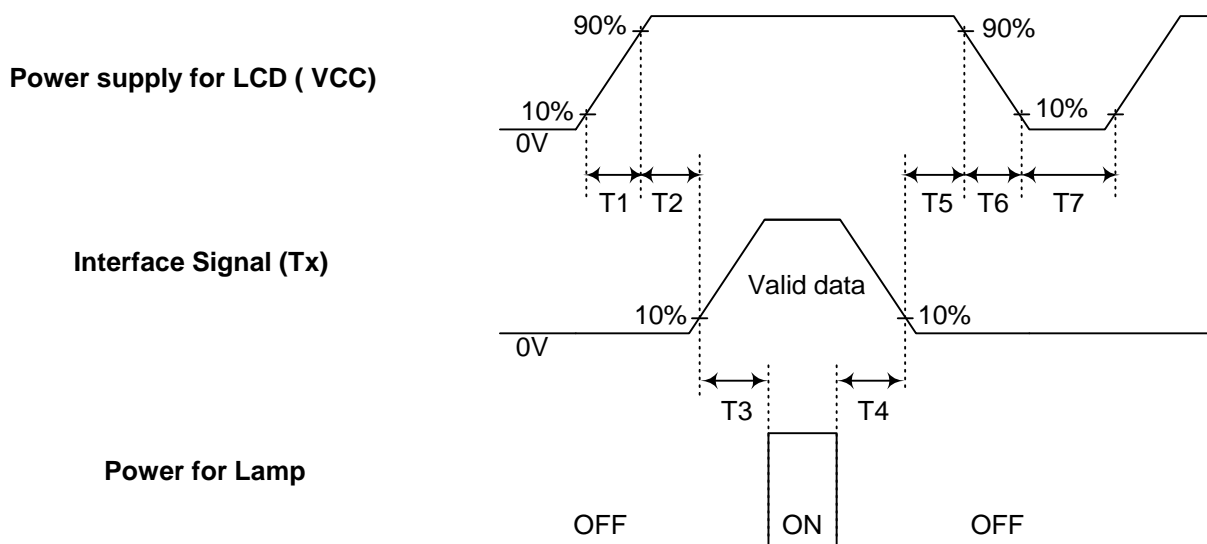 90%
90%
Power supply for LCD ( VCC)
10%
10%
0V
T1
T2
T5
T6
T7
Interface Signal (Tx)
Valid data
10%
10%
0V
T3
T4
Power for Lamp
OFF
ON
OFF